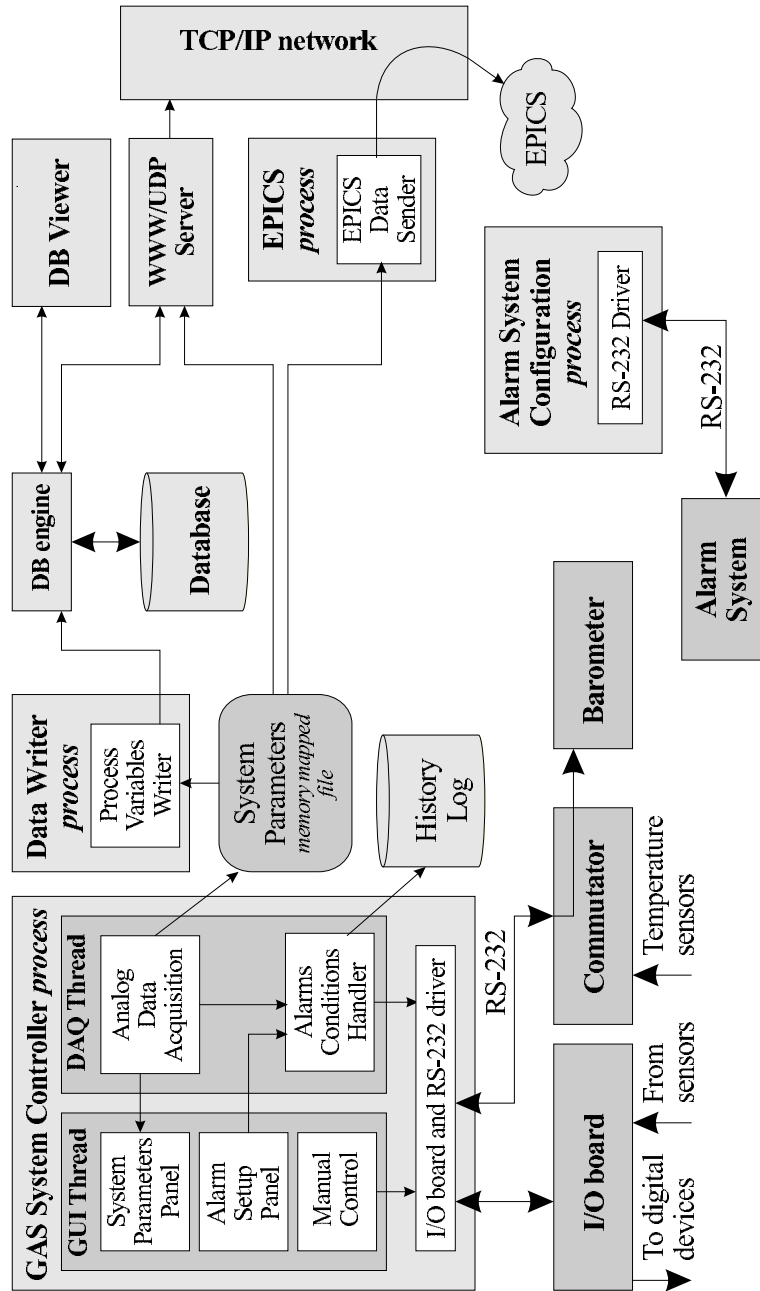 GAS System Controller process
GUI Thread
System
Parameters
Panel
Alarm
Setup
Panel
Manual
Control
DAQ Thread
Analog
Data
Acquisition
Alarms
Conditions
Handler
I/O board and RS-232 driver
Data Writer
process
Process
Variables
Writer
System
Parameters
memory mapped
file
History
Log
DB engine
Database
DB Viewer
WWW/UDP
Server
TCP/IP network
EPICS
process
EPICS
Data
Sender
EPICS
Alarm System
Configuration
process
RS-232 Driver
RS-232
Alarm
System
RS-232
I/O board
To digital
devices
From
sensors
Commutator
Temperature
sensors
Barometer